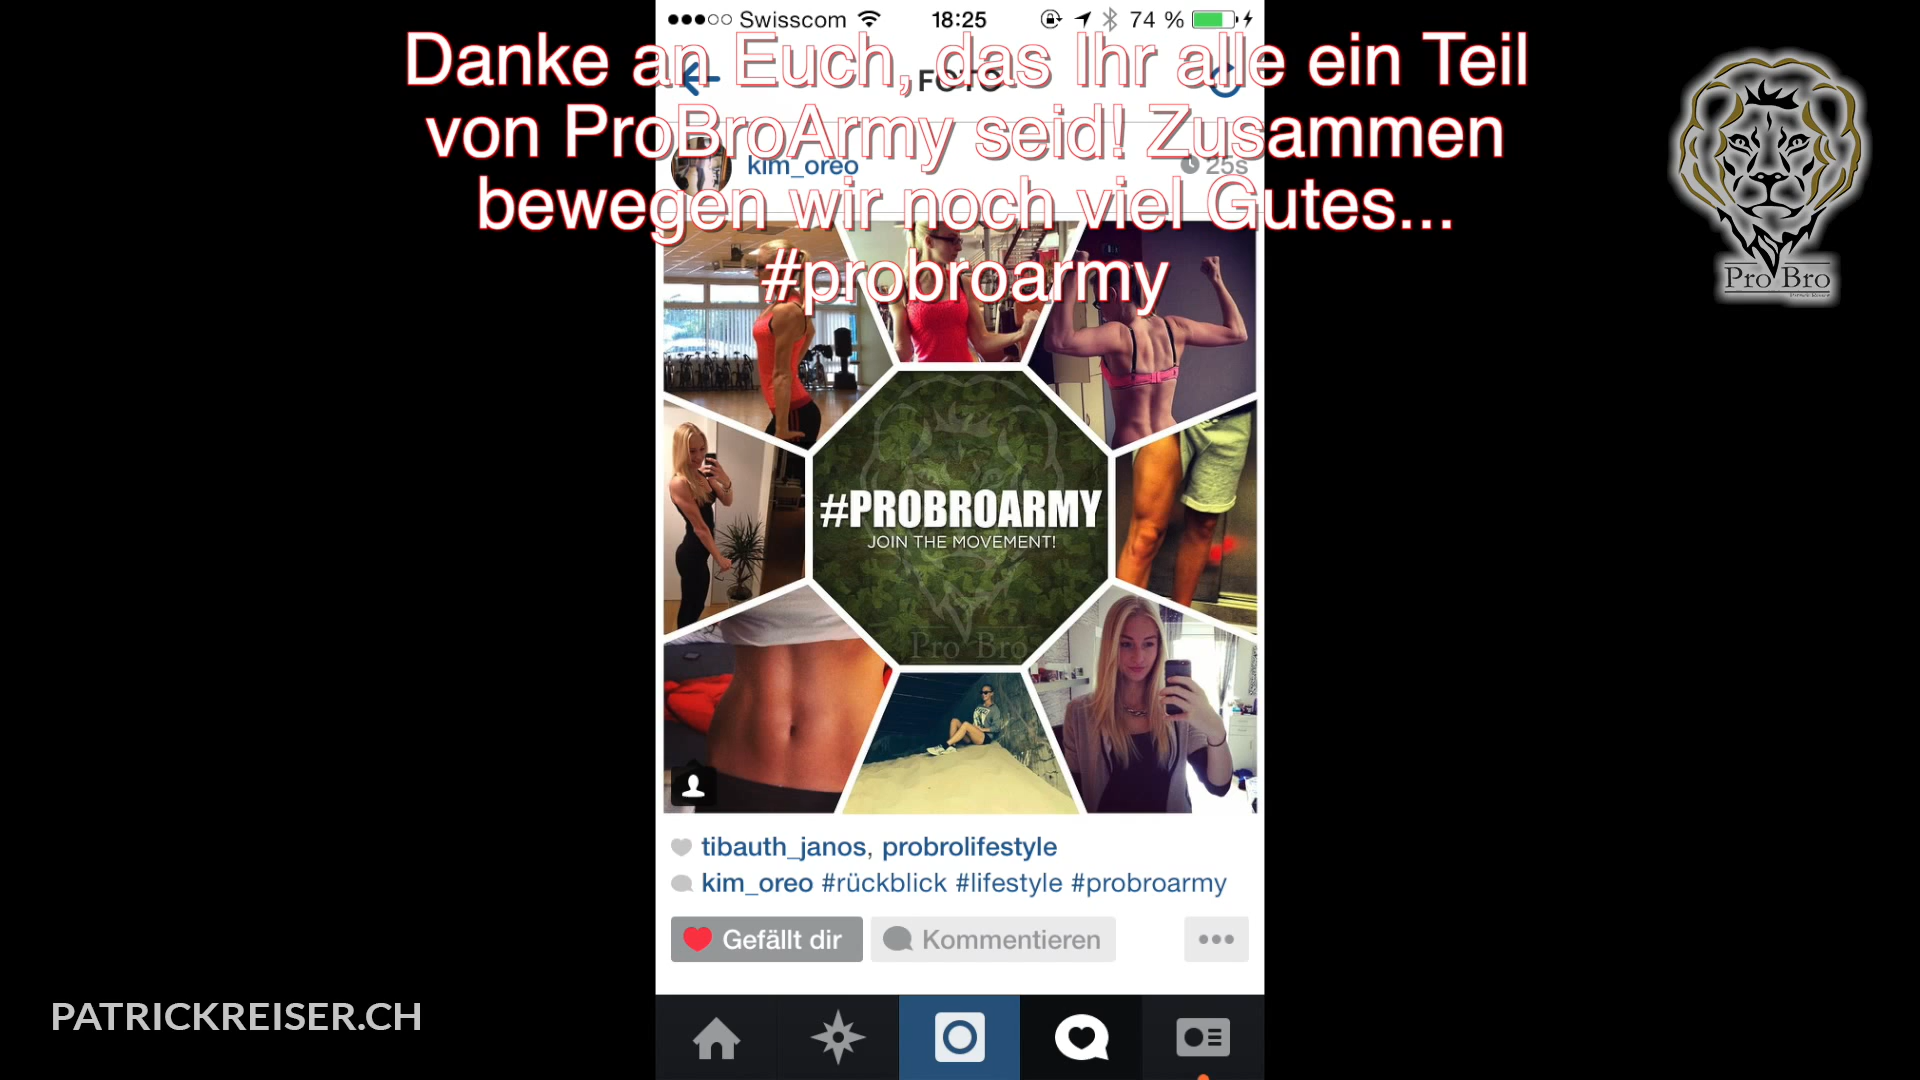 Swisscom 18:25 74 %
Danke an Euch, das Ihr alle ein Teil
FOTO
von ProBroArmy seid! Zusammen
kim_oreo 25s
bewegen wir noch viel Gutes...
#probroarmy
Pro Bro
#PROBROARMY
JOIN THE MOVEMENT!
Pro Bro
tibauth_janos, probrolifestyle
kim_oreo #rückblick #lifestyle #probroarmy
Gefällt dir Kommentieren
PATRICKREISER.CH